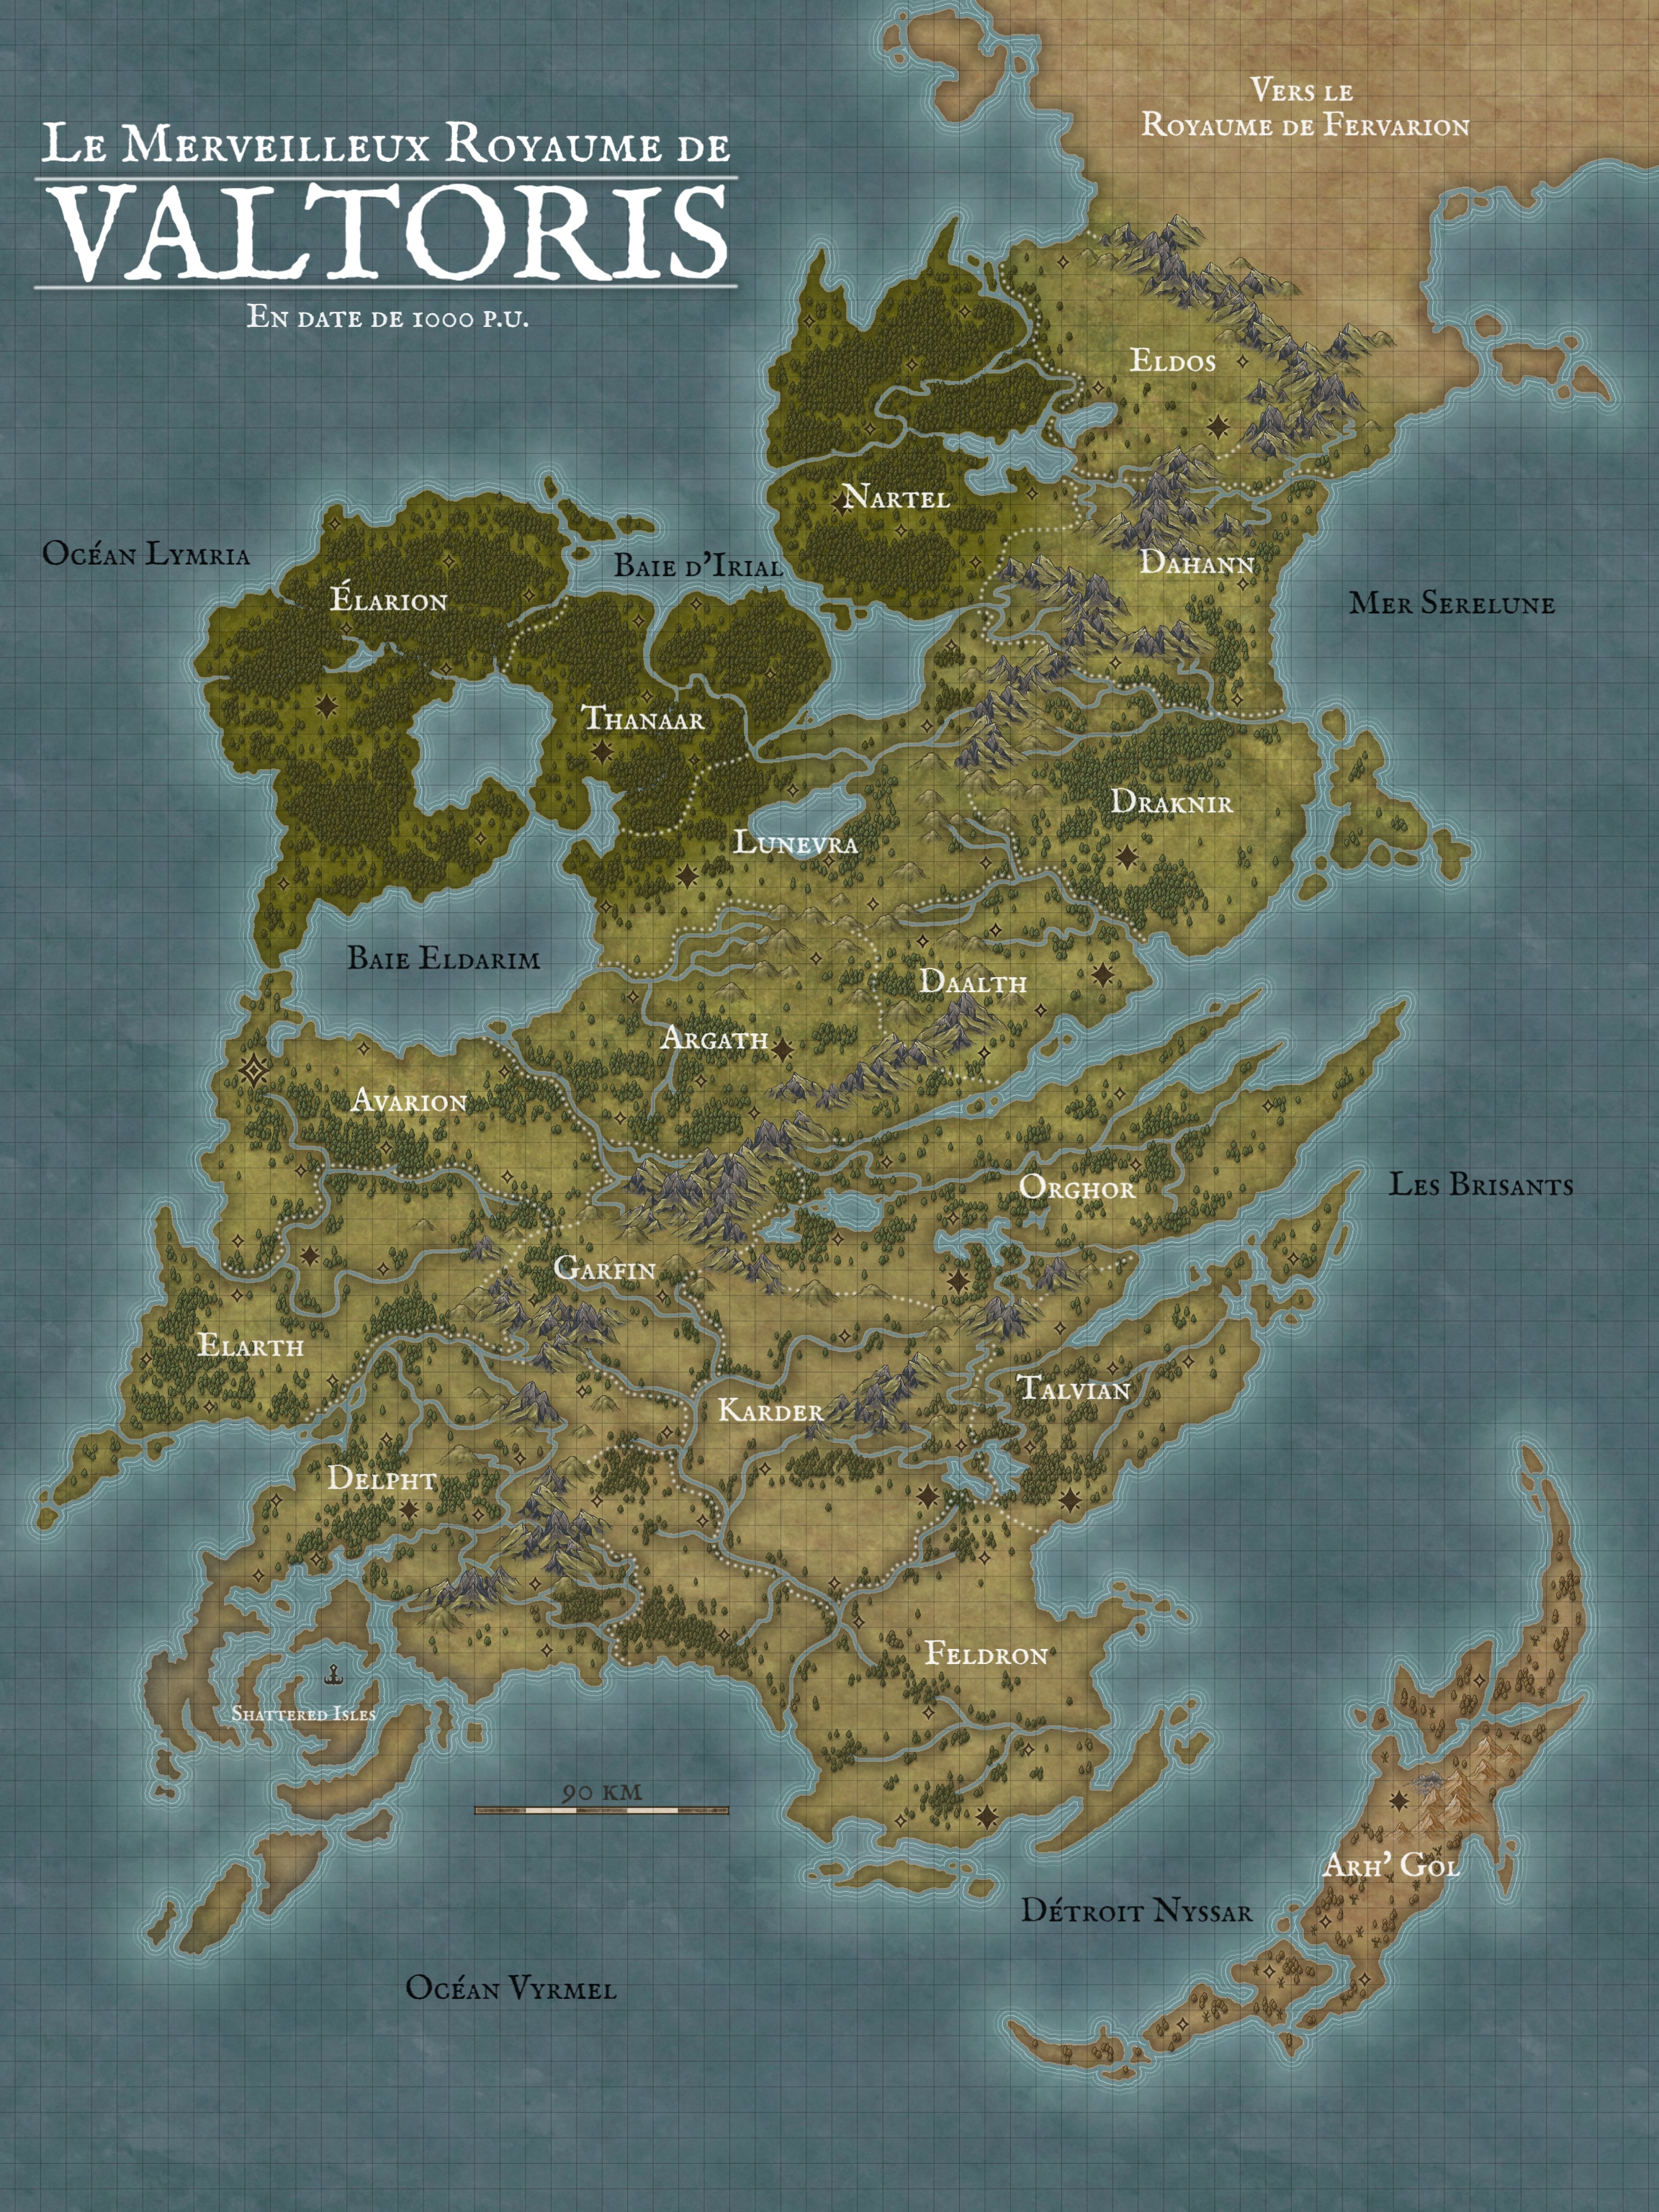 Vers le
Royaume de Fervarion
Le Merveilleux Royaume de
VALTORIS
En date de 1000 P.U.
Eldos
Nartel
Océan Lymria
Baie d'Irial
Dahann
Élarion
Mer Serelune
Thanaar
Draknir
Lunevra
Baie Eldarim
Daalth
Argath
Avarion
Orghor
Les Brisants
Garfin
Elarth
Talvian
Karder
Delpht
Feldron
Shattered Isles
90 km
Arh' Gol
Détroit Nyssar
Océan Vyrmel